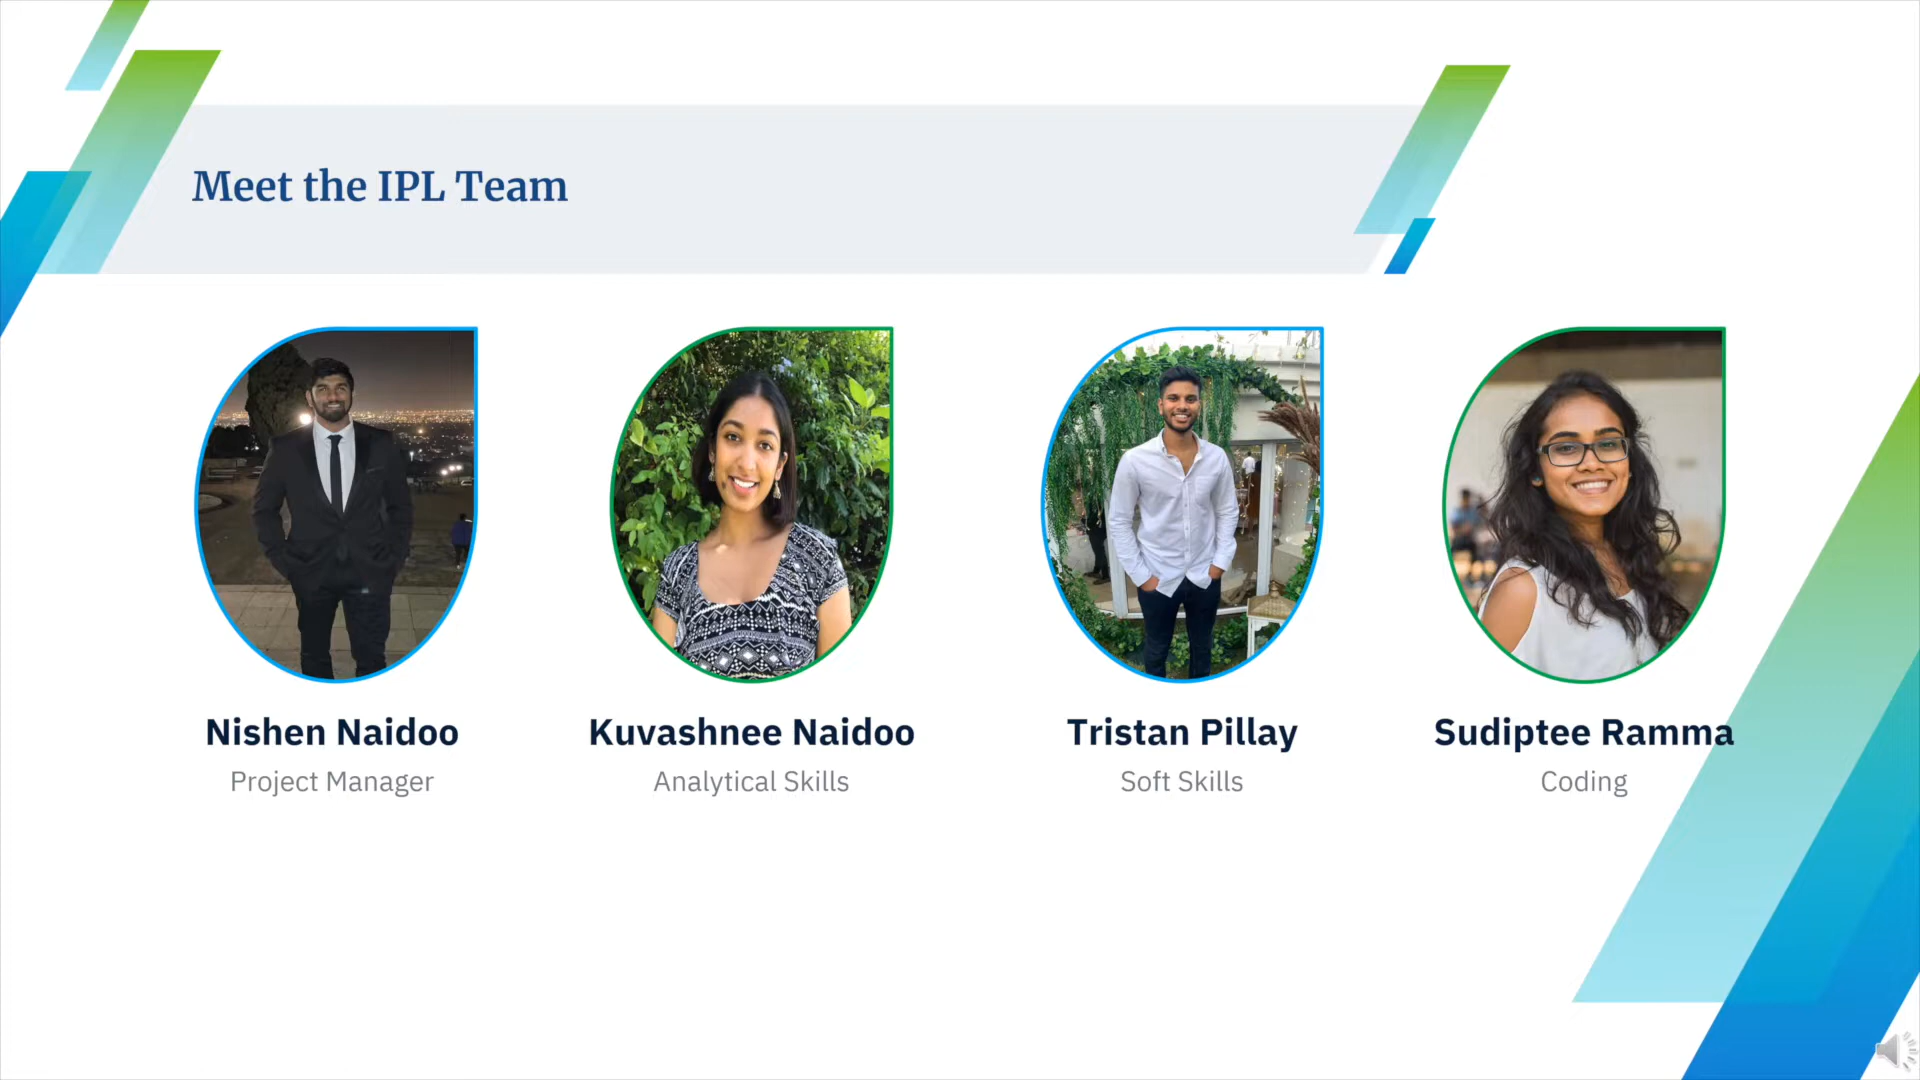 Meet the IPL Team
Nishen Naidoo
Project Manager
Kuvashnee Naidoo
Analytical Skills
Tristan Pillay
Soft Skills
Sudiptee Ramma
Coding